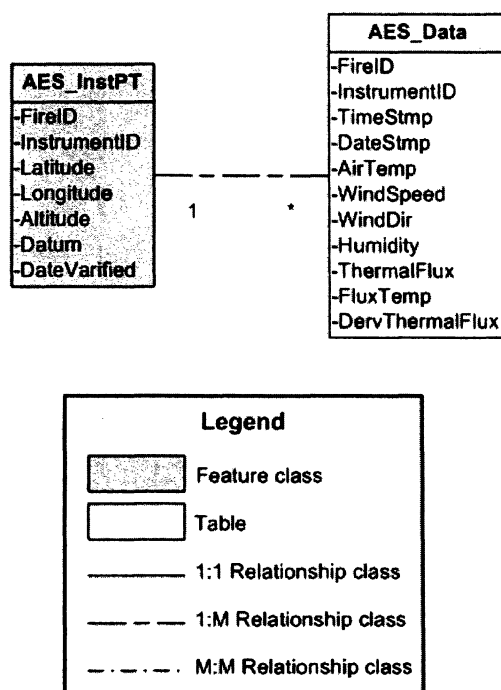 AES_InstPT
-FireID
-InstrumentID
-Latitude
-Longitude
-Altitude
-Datum
-DateVarified
1
*
AES_Data
-FireID
-InstrumentID
-TimeStmp
-DateStmp
-AirTemp
-WindSpeed
-WindDir
-Humidity
-ThermalFlux
-FluxTemp
-DervThermalFlux
Legend
Feature class
Table
1:1 Relationship class
1:M Relationship class
M:M Relationship class